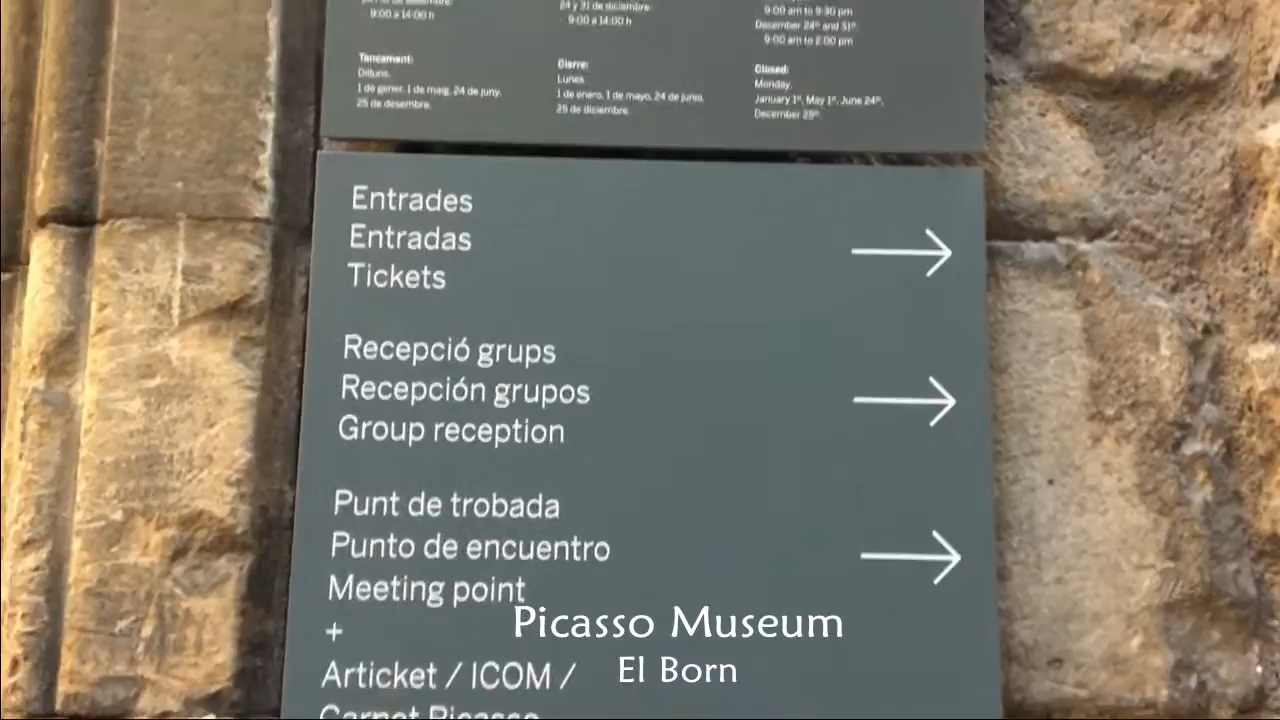 9:00 a 14:00 h
Tancament:
Dilluns.
1 de gener, 1 de maig, 24 de juny,
25 de desembre.
24 y 31 de diciembre:
9:00 a 14:00 h
Cierre:
Lunes.
1 de enero, 1 de mayo, 24 de junio,
25 de diciembre.
9:00 am to 9:30 pm
December 24th and 31st:
9:00 am to 2:00 pm
Closed:
Monday.
January 1st, May 1st, June 24th,
December 25th.
Entrades
Entradas
Tickets
Recepció grups
Recepción grupos
Group reception
Punt de trobada
Punto de encuentro
Meeting point
+
Articket / ICOM /
Carnet Picasso
Picasso Museum
El Born